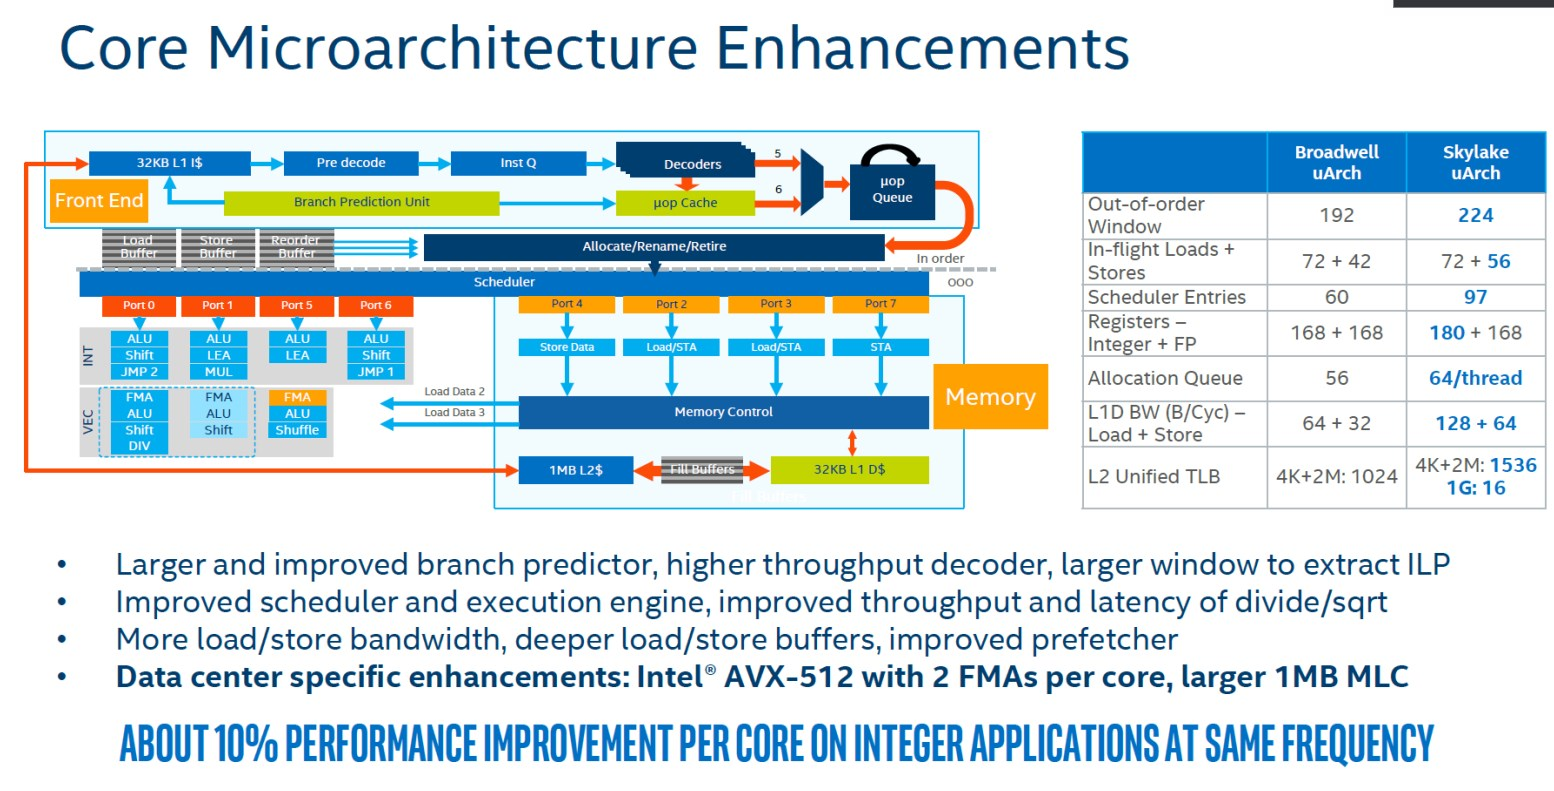 Core Microarchitecture Enhancements
32KB L1 I$
Pre decode
Inst Q
Decoders
5
6
μop
Queue
Front End
Branch Prediction Unit
μop Cache
Load
Buffer
Store
Buffer
Reorder
Buffer
Allocate/Rename/Retire
In order
OOO
Scheduler
Port 0
Port 1
Port 5
Port 6
Port 4
Port 2
Port 3
Port 7
INT
ALU
Shift
JMP 2
ALU
LEA
MUL
ALU
LEA
ALU
Shift
JMP 1
Store Data
Load/STA
Load/STA
STA
VEC
FMA
ALU
Shift
DIV
FMA
ALU
Shift
FMA
ALU
Shuffle
Load Data 2
Load Data 3
Memory Control
Memory
1MB L2$
Fill Buffers
32KB L1 D$
Fill Buffers
Broadwell
uArch
Skylake
uArch
Out-of-order
Window
192
224
In-flight Loads +
Stores
72 + 42
72 + 56
Scheduler Entries
60
97
Registers –
Integer + FP
168 + 168
180 + 168
Allocation Queue
56
64/thread
L1D BW (B/Cyc) –
Load + Store
64 + 32
128 + 64
L2 Unified TLB
4K+2M: 1024
4K+2M: 1536
1G: 16
• Larger and improved branch predictor, higher throughput decoder, larger window to extract ILP
• Improved scheduler and execution engine, improved throughput and latency of divide/sqrt
• More load/store bandwidth, deeper load/store buffers, improved prefetcher
• Data center specific enhancements: Intel® AVX-512 with 2 FMAs per core, larger 1MB MLC
ABOUT 10% PERFORMANCE IMPROVEMENT PER CORE ON INTEGER APPLICATIONS AT SAME FREQUENCY